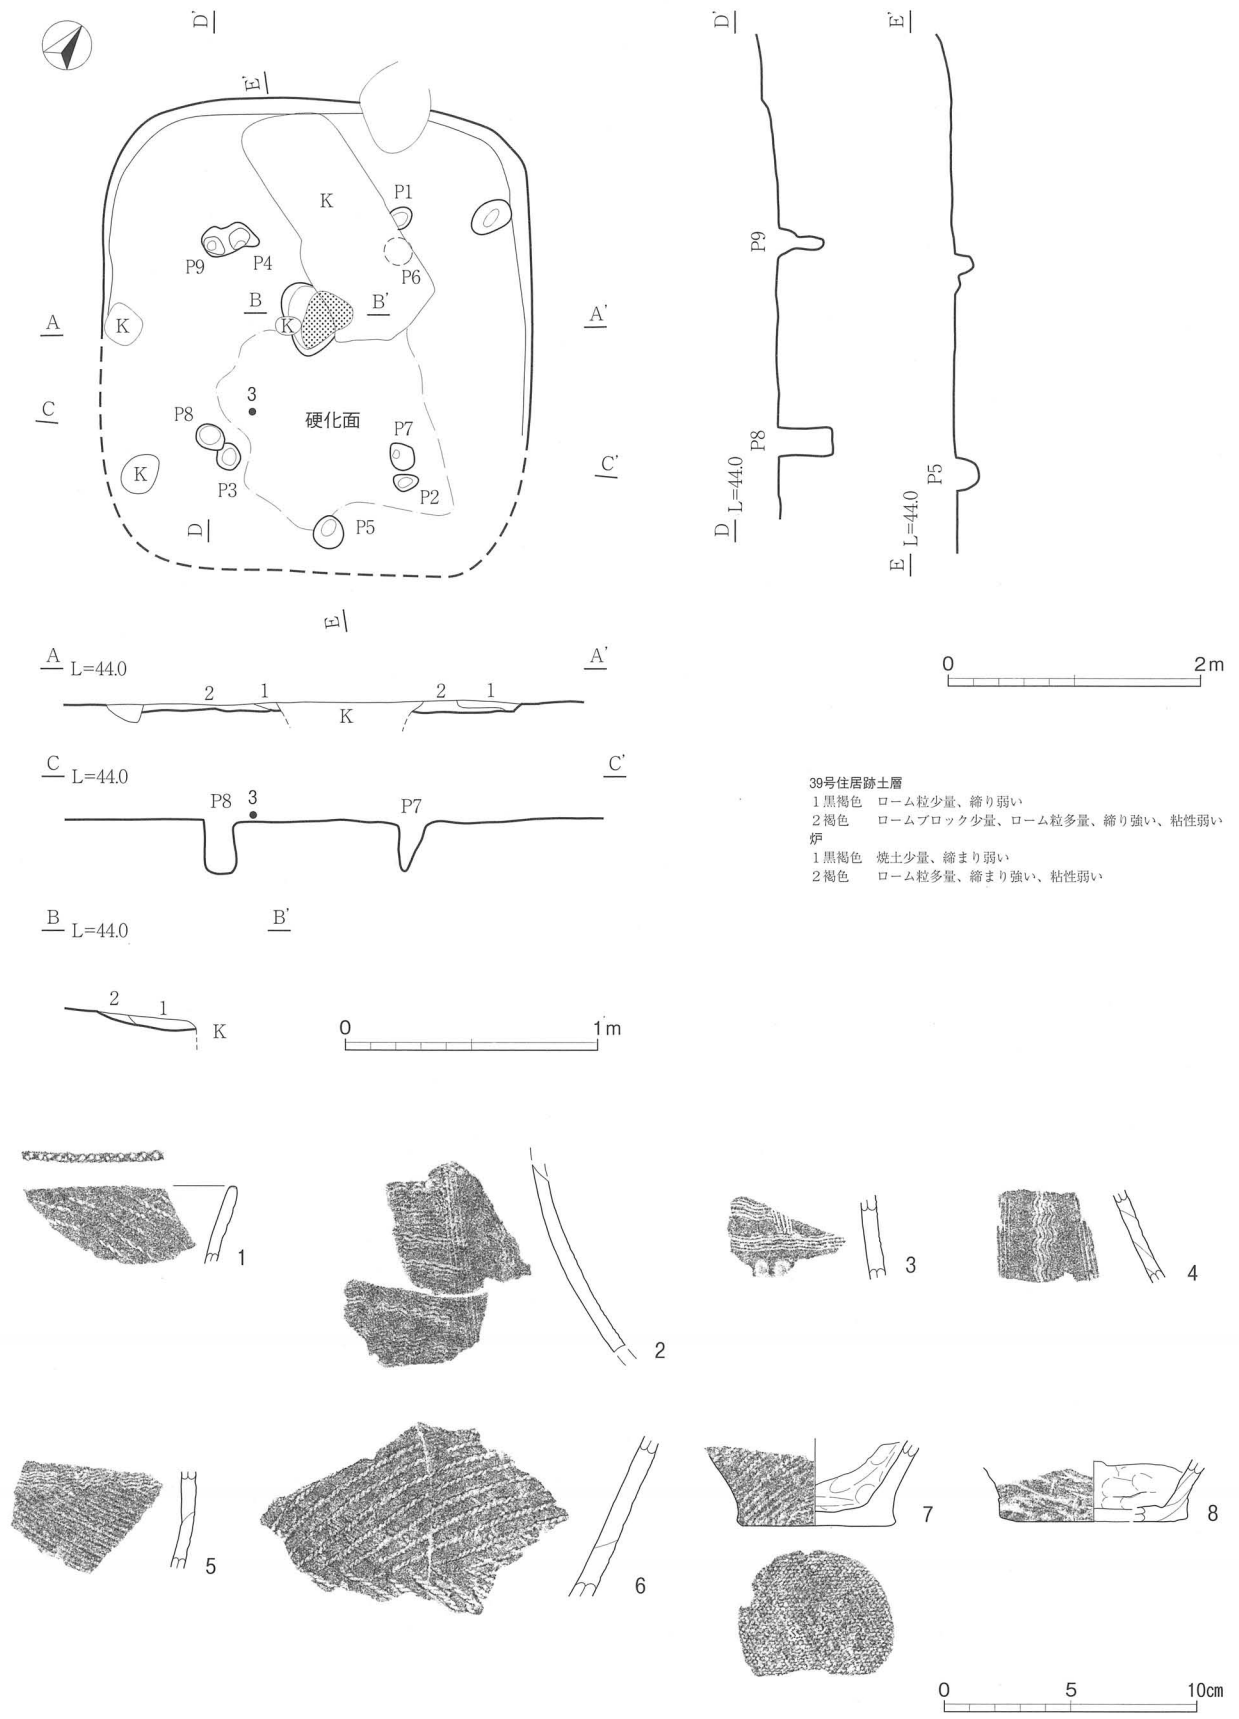 D' D' E'
E'
K
P1
P9 P4
P6
B B'
K
A K A'
3
C P8 硬化面 P7
K C'
P3 P2
D P5
E
P9
P8
D L=44.0
P5
E L=44.0
A L=44.0 A'
2 1 K 2 1
0 2m
C L=44.0 C'
P8 3 P7
39号住居跡土層
1黒褐色 ローム粒少量、締り弱い
2褐色 ロームブロック少量、ローム粒多量、締り強い、粘性弱い
炉
1黒褐色 焼土少量、締まり弱い
2褐色 ローム粒多量、締まり強い、粘性弱い
B L=44.0 B'
2 1 K
0 1m
1
2
3
4
5
6
7
8
0 5 10cm